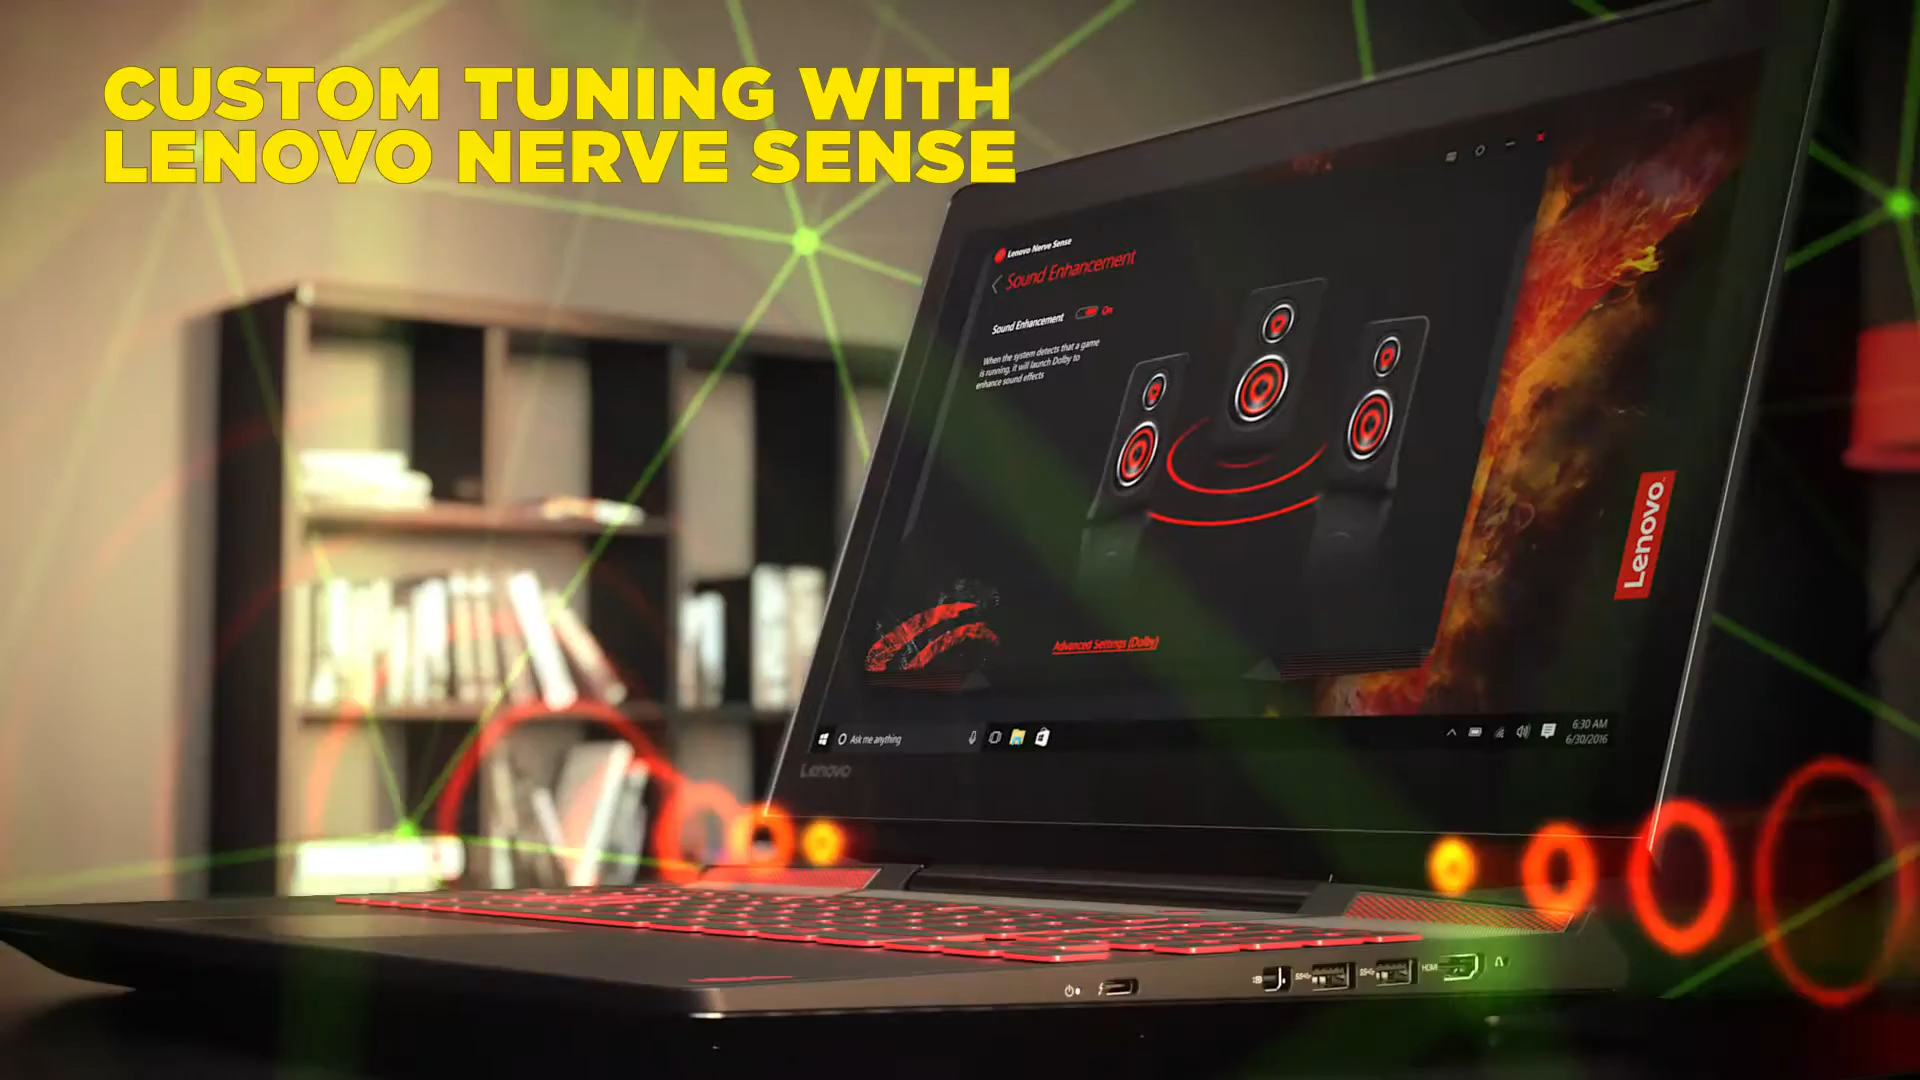 CUSTOM TUNING WITH
LENOVO NERVE SENSE
Lenovo Nerve Sense
Sound Enhancement
Sound Enhancement On
When the system detects that a game
is running, it will launch Dolby to
enhance sound effects
Advanced Settings (Dolby)
Lenovo
Ask me anything
6:30 AM
6/30/2016
Lenovo
HDMI